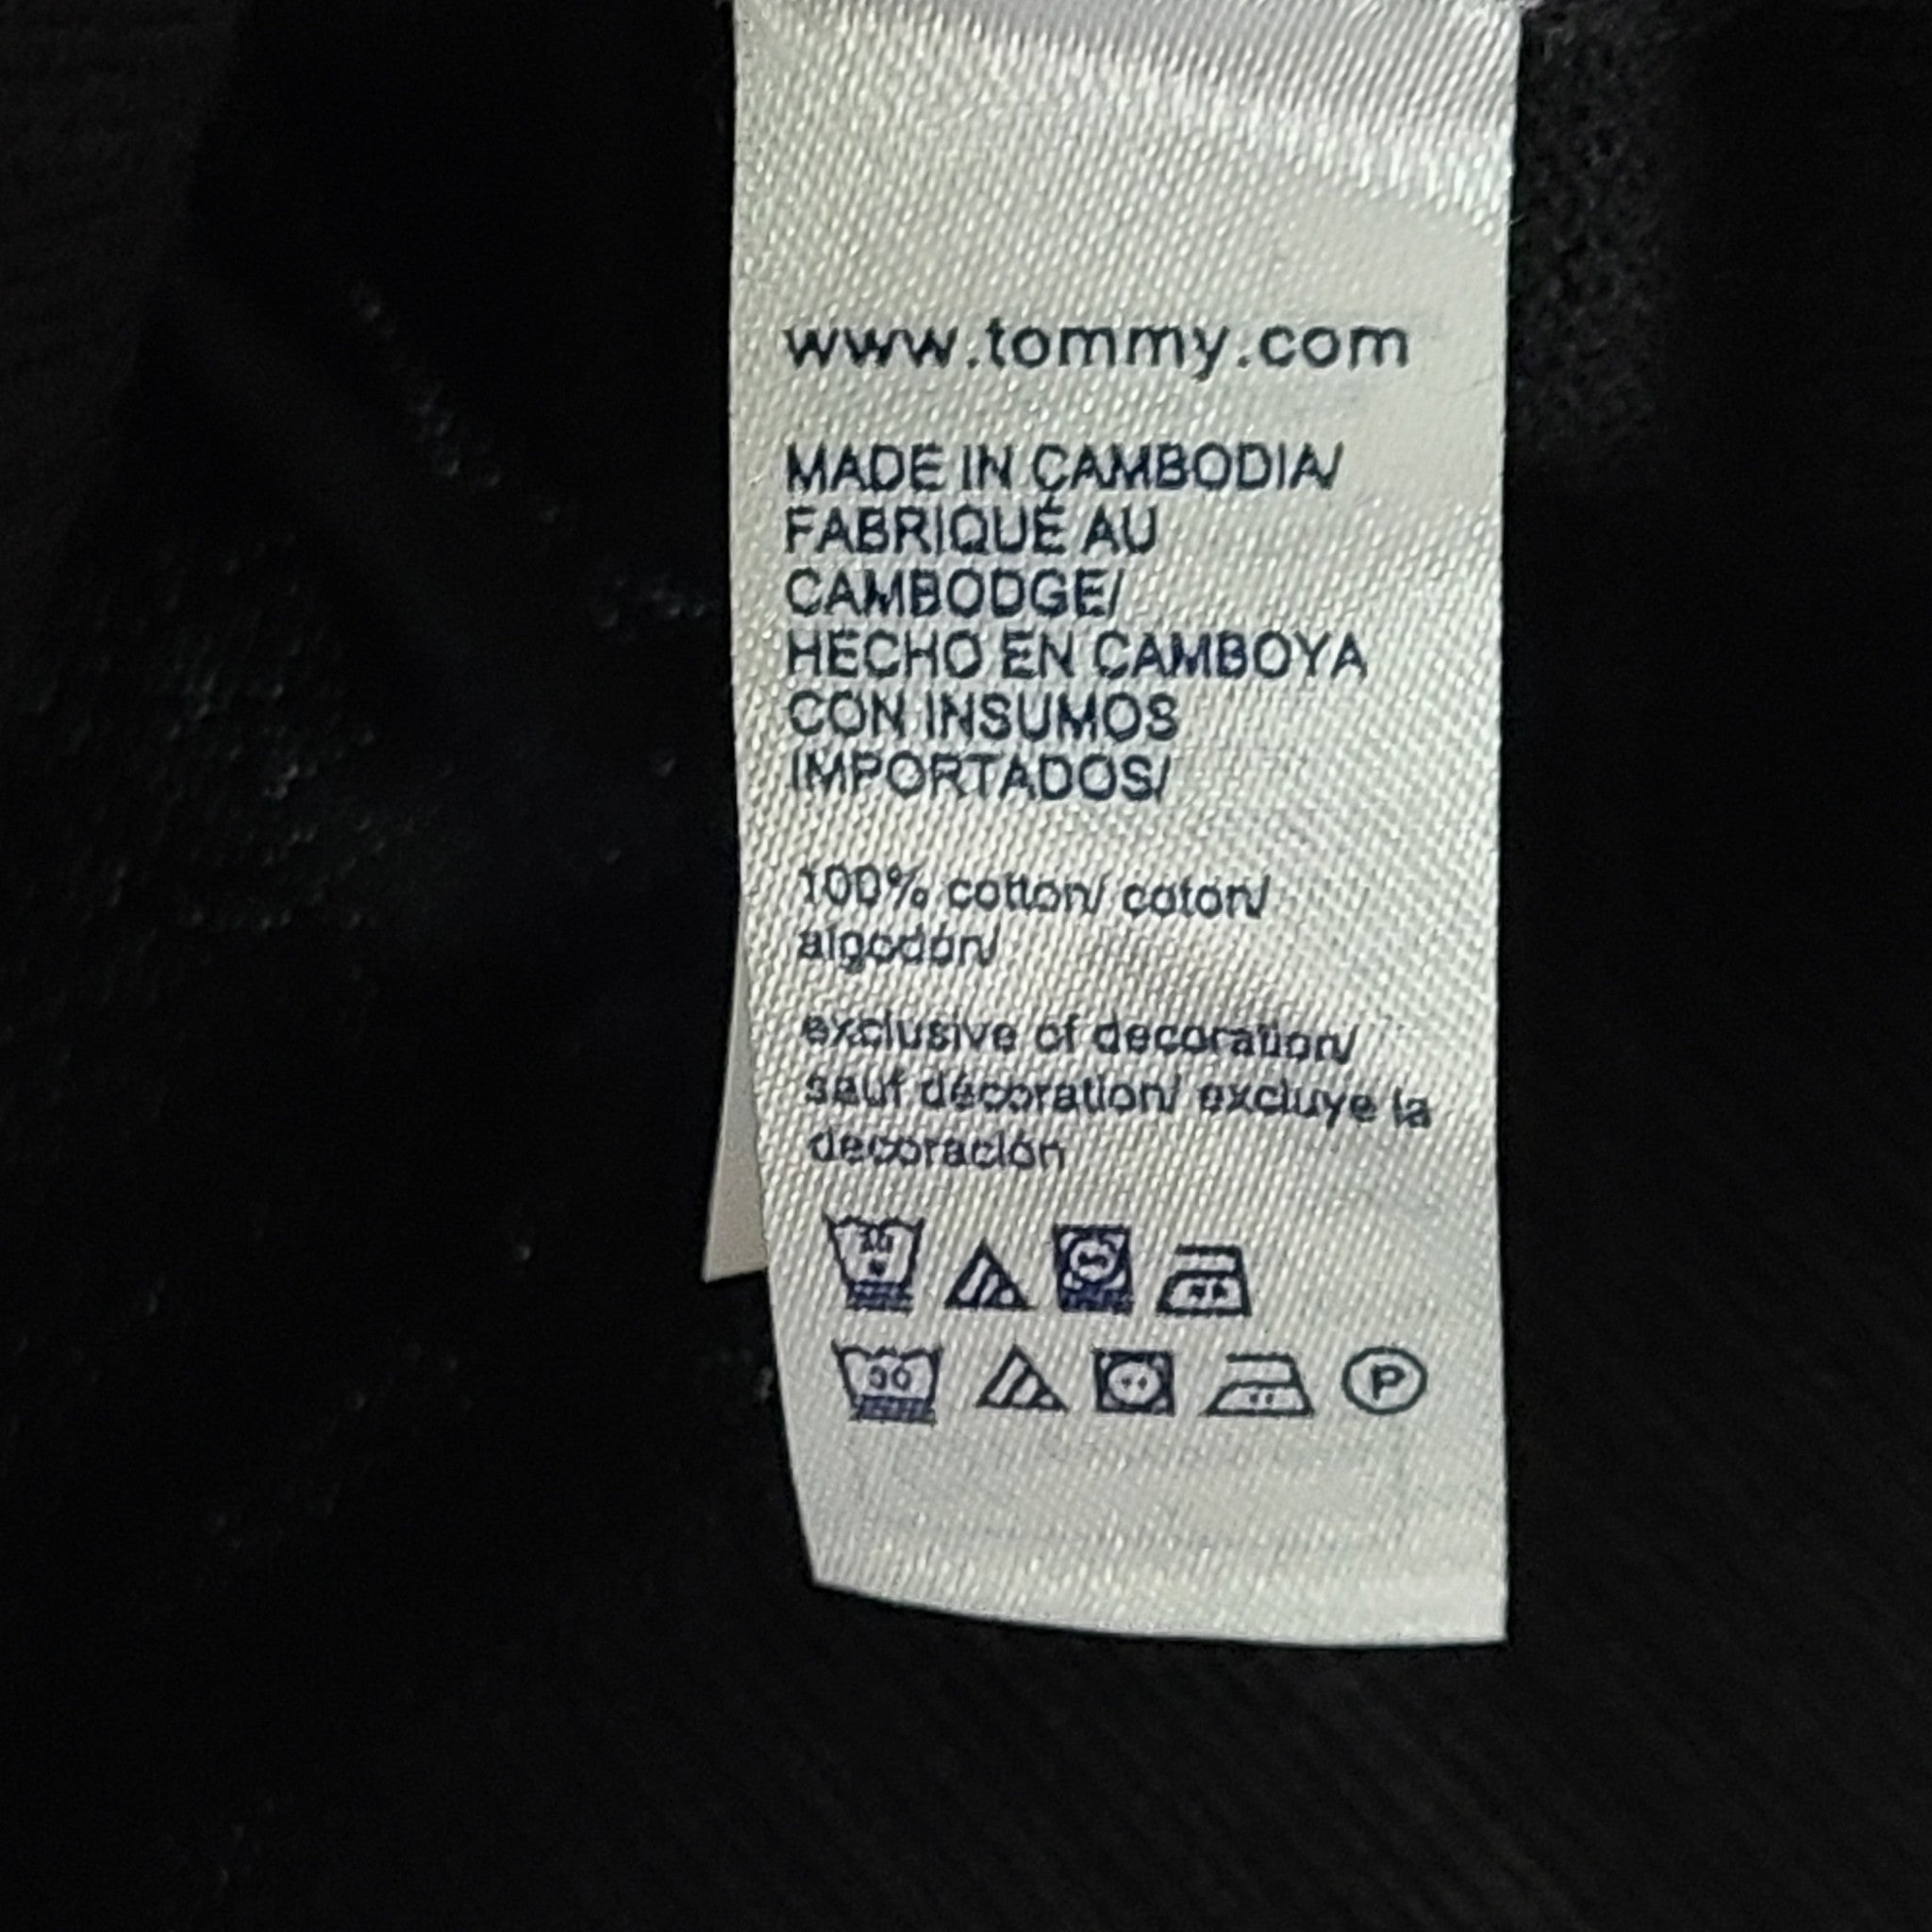 www.tommy.com
MADE IN CAMBODIA/
FABRIQUÉ AU
CAMBODGE/
HECHO EN CAMBOYA
CON INSUMOS
IMPORTADOS/
100% cotton/ coton/
algodón/
exclusive of decoration/
sauf décoration/ excluye la
decoración
30
P